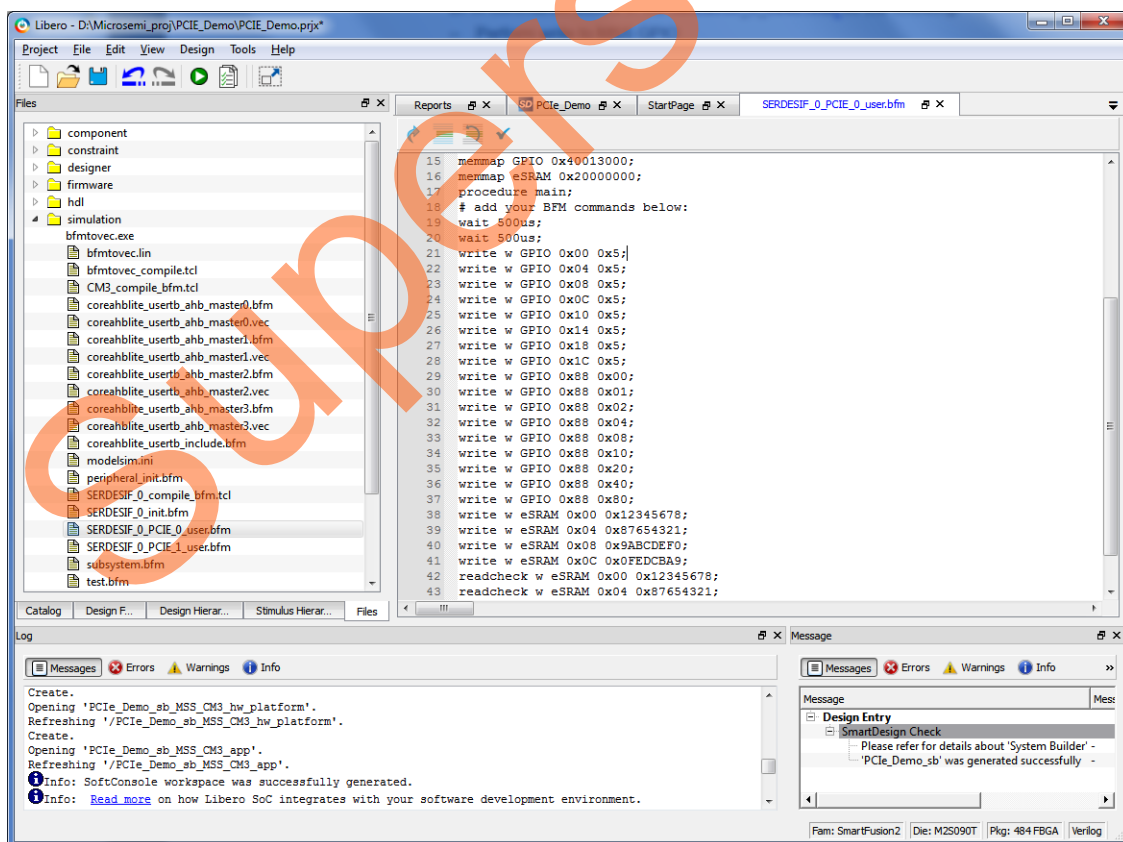 Libero - D:\Microsemi_proj\PCIE_Demo\PCIE_Demo.prjx*
Project File Edit View Design Tools Help
Files
Reports PCIe_Demo StartPage SERDESIF_0_PCIE_0_user.bfm
component
constraint
designer
firmware
hdl
simulation
bfmtovec.exe
bfmtovec.lin
bfmtovec_compile.tcl
CM3_compile_bfm.tcl
coreahblite_usertb_ahb_master0.bfm
coreahblite_usertb_ahb_master0.vec
coreahblite_usertb_ahb_master1.bfm
coreahblite_usertb_ahb_master1.vec
coreahblite_usertb_ahb_master2.bfm
coreahblite_usertb_ahb_master2.vec
coreahblite_usertb_ahb_master3.bfm
coreahblite_usertb_ahb_master3.vec
coreahblite_usertb_include.bfm
modelsim.ini
peripheral_init.bfm
SERDESIF_0_compile_bfm.tcl
SERDESIF_0_init.bfm
SERDESIF_0_PCIE_0_user.bfm
SERDESIF_0_PCIE_1_user.bfm
subsystem.bfm
test.bfm
Catalog Design F... Design Hierar... Stimulus Hierar... Files
15 memmap GPIO 0x40013000;
16 memmap eSRAM 0x20000000;
17 procedure main;
18 # add your BFM commands below:
19 wait 500us;
20 wait 500us;
21 write w GPIO 0x00 0x5;
22 write w GPIO 0x04 0x5;
23 write w GPIO 0x08 0x5;
24 write w GPIO 0x0C 0x5;
25 write w GPIO 0x10 0x5;
26 write w GPIO 0x14 0x5;
27 write w GPIO 0x18 0x5;
28 write w GPIO 0x1C 0x5;
29 write w GPIO 0x88 0x00;
30 write w GPIO 0x88 0x01;
31 write w GPIO 0x88 0x02;
32 write w GPIO 0x88 0x04;
33 write w GPIO 0x88 0x08;
34 write w GPIO 0x88 0x10;
35 write w GPIO 0x88 0x20;
36 write w GPIO 0x88 0x40;
37 write w GPIO 0x88 0x80;
38 write w eSRAM 0x00 0x12345678;
39 write w eSRAM 0x04 0x87654321;
40 write w eSRAM 0x08 0x9ABCDEF0;
41 write w eSRAM 0x0C 0x0FEDCBA9;
42 readcheck w eSRAM 0x00 0x12345678;
43 readcheck w eSRAM 0x04 0x87654321;
Supers
Log
Messages Errors Warnings Info
Create.
Opening 'PCIe_Demo_sb_MSS_CM3_hw_platform'.
Refreshing '/PCIe_Demo_sb_MSS_CM3_hw_platform'.
Create.
Opening 'PCIe_Demo_sb_MSS_CM3_app'.
Refreshing '/PCIe_Demo_sb_MSS_CM3_app'.
Info: SoftConsole workspace was successfully generated.
Info: Read more on how Libero SoC integrates with your software development environment.
Message
Messages Errors Warnings Info »
Message Mess
Design Entry
SmartDesign Check
Please refer for details about 'System Builder' -
'PCIe_Demo_sb' was generated successfully -
Fam: SmartFusion2 Die: M2S090T Pkg: 484 FBGA Verilog